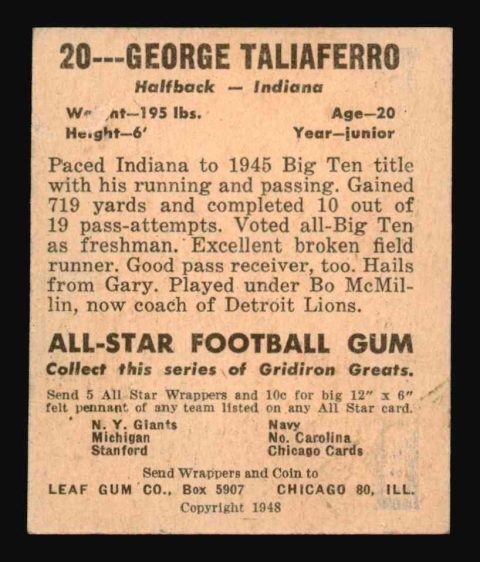 20---GEORGE TALIAFERRO
Halfback — Indiana
W   ht—195 lbs. Age—20
He ght—6' Year—junior
Paced Indiana to 1945 Big Ten title
with his running and passing. Gained
719 yards and completed 10 out of
19 pass-attempts. Voted all-Big Ten
as freshman. Excellent broken field
runner. Good pass receiver, too. Hails
from Gary. Played under Bo McMil-
lin, now coach of Detroit Lions.
ALL-STAR FOOTBALL GUM
Collect this series of Gridiron Greats.
Send 5 All Star Wrappers and 10c for big 12" x 6"
felt pennant of any team listed on any All Star card.
N. Y. Giants Navy
Michigan No. Carolina
Stanford Chicago Cards
Send Wrappers and Coin to
LEAF GUM CO., Box 5907 CHICAGO 80, ILL.
Copyright 1948